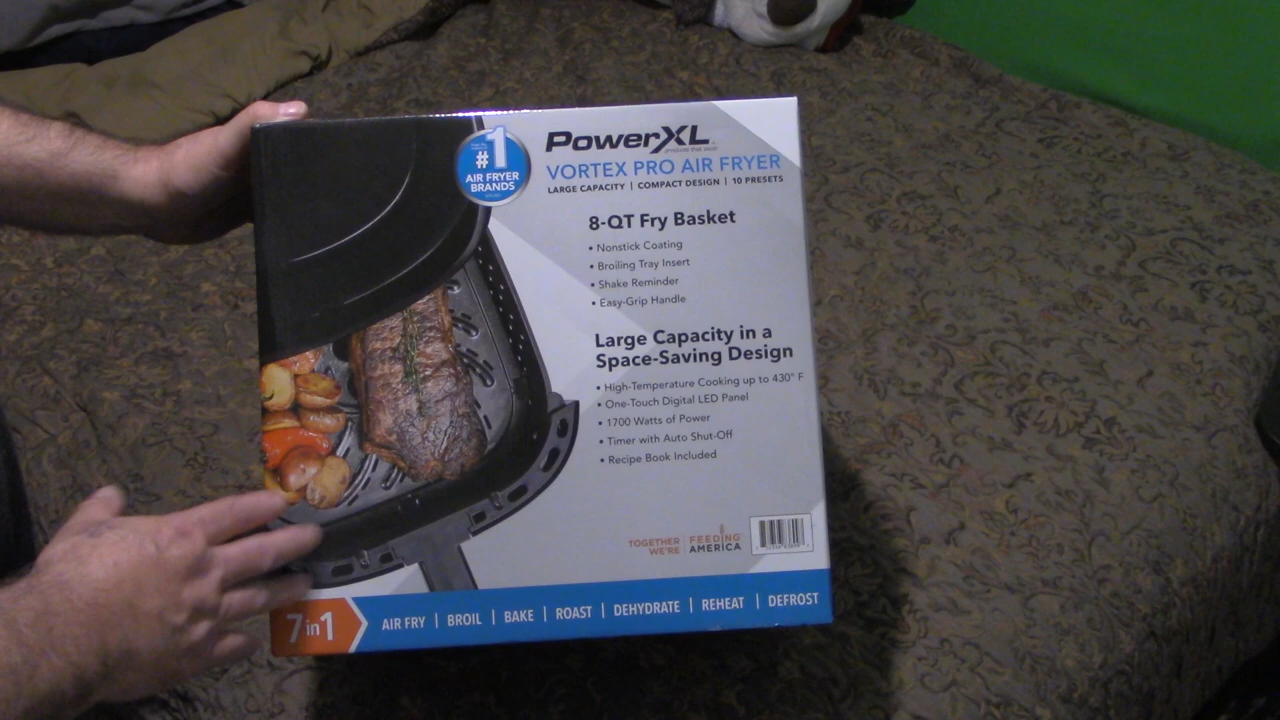 #1
AIR FRYER
BRANDS
PowerXL
products that excel
VORTEX PRO AIR FRYER
LARGE CAPACITY | COMPACT DESIGN | 10 PRESETS
8-QT Fry Basket
• Nonstick Coating
• Broiling Tray Insert
• Shake Reminder
• Easy-Grip Handle
Large Capacity in a
Space-Saving Design
• High-Temperature Cooking up to 430° F
• One-Touch Digital LED Panel
• 1700 Watts of Power
• Timer with Auto Shut-Off
• Recipe Book Included
TOGETHER
WE'RE
FEEDING
AMERICA
7 in 1
AIR FRY | BROIL | BAKE | ROAST | DEHYDRATE | REHEAT | DEFROST